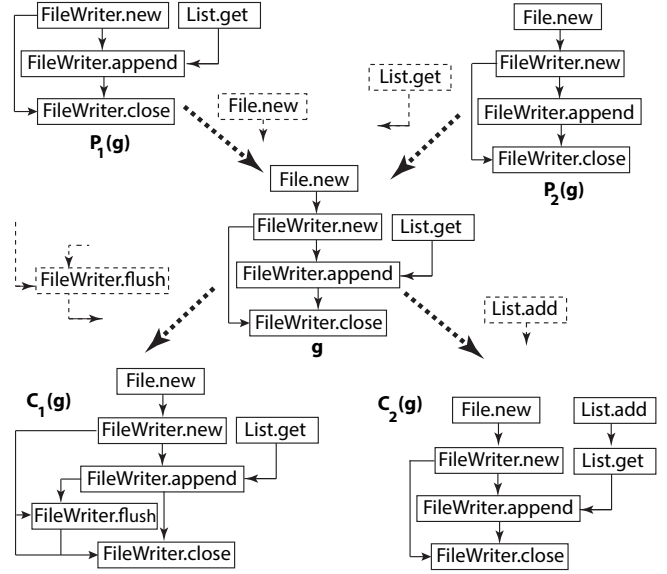 FileWriter.new
List.get
FileWriter.append
FileWriter.close
P1(g)
File.new
List.get
File.new
FileWriter.new
FileWriter.append
FileWriter.close
P2(g)
File.new
FileWriter.new
List.get
FileWriter.append
FileWriter.close
g
FileWriter.flush
List.add
C1(g)
File.new
FileWriter.new
List.get
FileWriter.append
FileWriter.flush
FileWriter.close
C2(g)
File.new
List.add
FileWriter.new
List.get
FileWriter.append
FileWriter.close